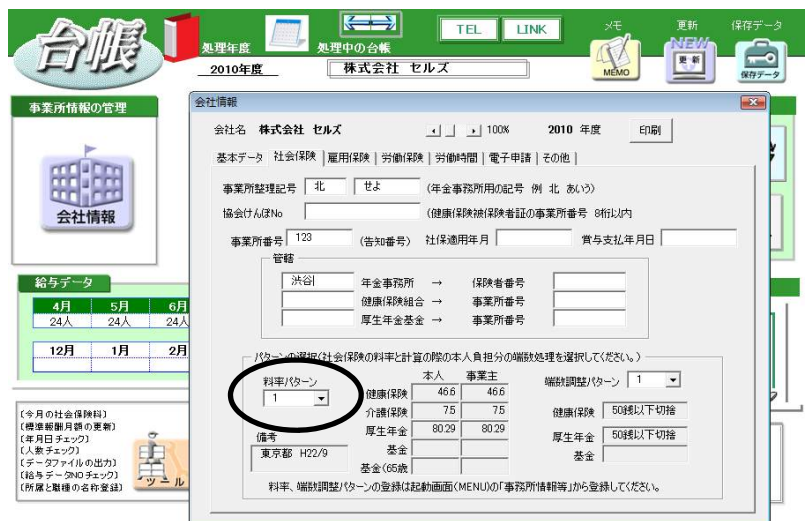 台帳
処理年度
処理中の台帳
TEL LINK
メモ 更新 保存データ
MEMO NEW 更新 保存データ
2010年度 株式会社 セルズ
事業所情報の管理
会社情報
給与データ
4月 5月 6月
24人 24人 24人
12月 1月 2月
(今月の社会保険料)
(標準報酬月額の更新)
(年月日チェック)
(人数チェック)
(データファイルの出力)
(給与データNOチェック)
(所属と職種の名称登録)
ツール
会社情報
会社名 株式会社 セルズ 100% 2010 年度 印刷
基本データ 社会保険 雇用保険 労働保険 労働時間 電子申請 その他
事業所整理記号 北 せよ (年金事務所用の記号 例 北 あいう)
協会けんぽNo (健康保険被保険者証の事業所番号 8桁以内
事業所番号 123 (告知番号) 社保適用年月 賞与支払年月日
管轄
渋谷 年金事務所 → 保険者番号
健康保険組合 → 事業所番号
厚生年金基金 → 事業所番号
パターンの選択(社会保険の料率と計算の際の本人負担分の端数処理を選択してください。)
料率パターン
1
本人 事業主
健康保険 46.6 46.6
介護保険 7.5 7.5
厚生年金 80.29 80.29
基金
基金(65歳
備考
東京都 H22/9
端数調整パターン 1
健康保険 50銭以下切捨
厚生年金 50銭以下切捨
基金
料率、端数調整パターンの登録は起動画面(MENU)の「事務所情報等」から登録してください。